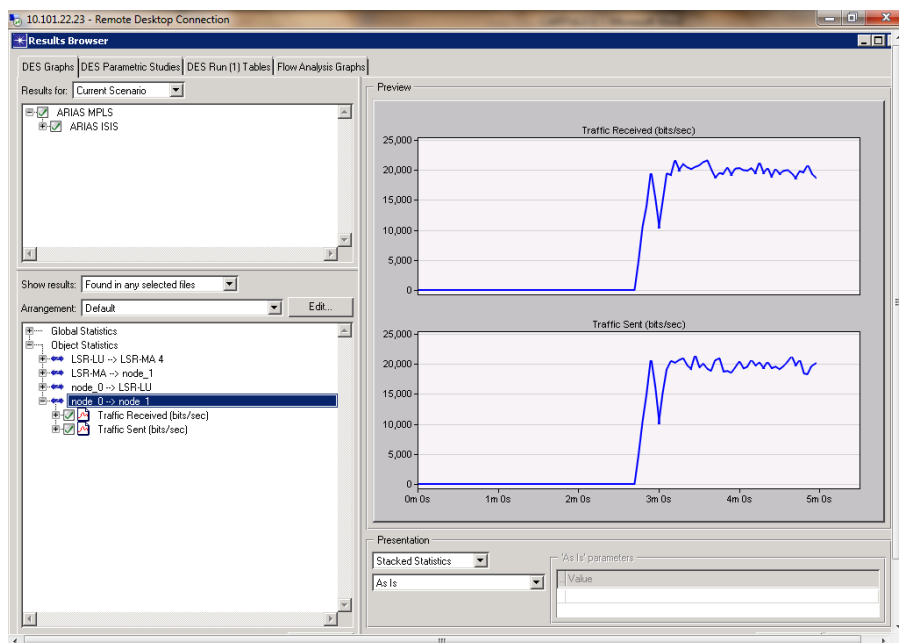 10.101.22.23 - Remote Desktop Connection
Results Browser
DES Graphs DES Parametric Studies DES Run (1) Tables Flow Analysis Graphs
Results for: Current Scenario
ARIAS MPLS
ARIAS ISIS
Show results: Found in any selected files
Arrangement: Default Edit...
Global Statistics
Object Statistics
LSR-LU --> LSR-MA 4
LSR-MA --> node_1
node_0 --> LSR-LU
node_0 --> node_1
Traffic Received (bits/sec)
Traffic Sent (bits/sec)
Preview
Traffic Received (bits/sec)
25,000
20,000
15,000
10,000
5,000
0
Traffic Sent (bits/sec)
25,000
20,000
15,000
10,000
5,000
0
0m 0s 1m 0s 2m 0s 3m 0s 4m 0s 5m 0s
Presentation
Stacked Statistics
As Is
'As Is' parameters
Value